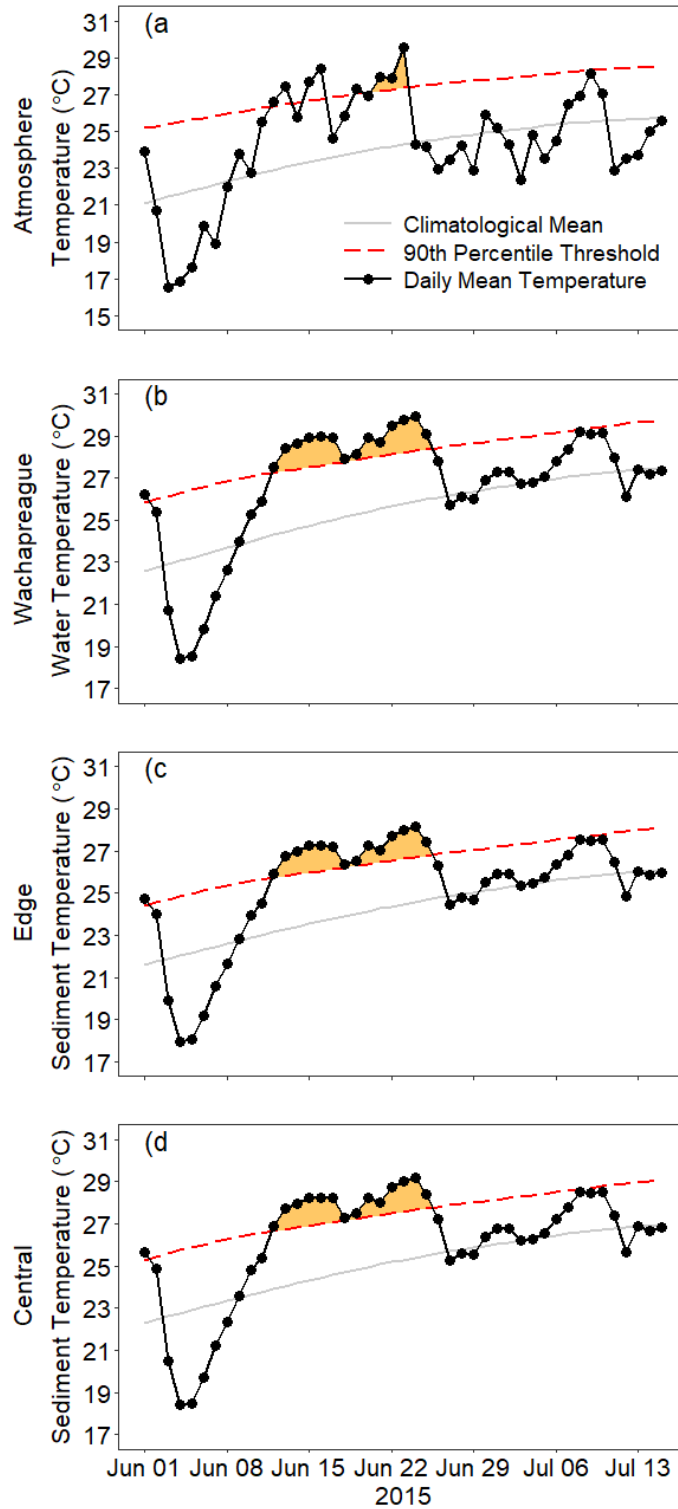 (a
Atmosphere
Temperature (°C)
31
29
27
25
23
21
19
17
15
Climatological Mean
90th Percentile Threshold
Daily Mean Temperature
(b
Wachapreague
Water Temperature (°C)
31
29
27
25
23
21
19
17
(c
Edge
Sediment Temperature (°C)
31
29
27
25
23
21
19
17
(d
Central
Sediment Temperature (°C)
31
29
27
25
23
21
19
17
Jun 01 Jun 08 Jun 15 Jun 22 Jun 29 Jul 06 Jul 13
2015